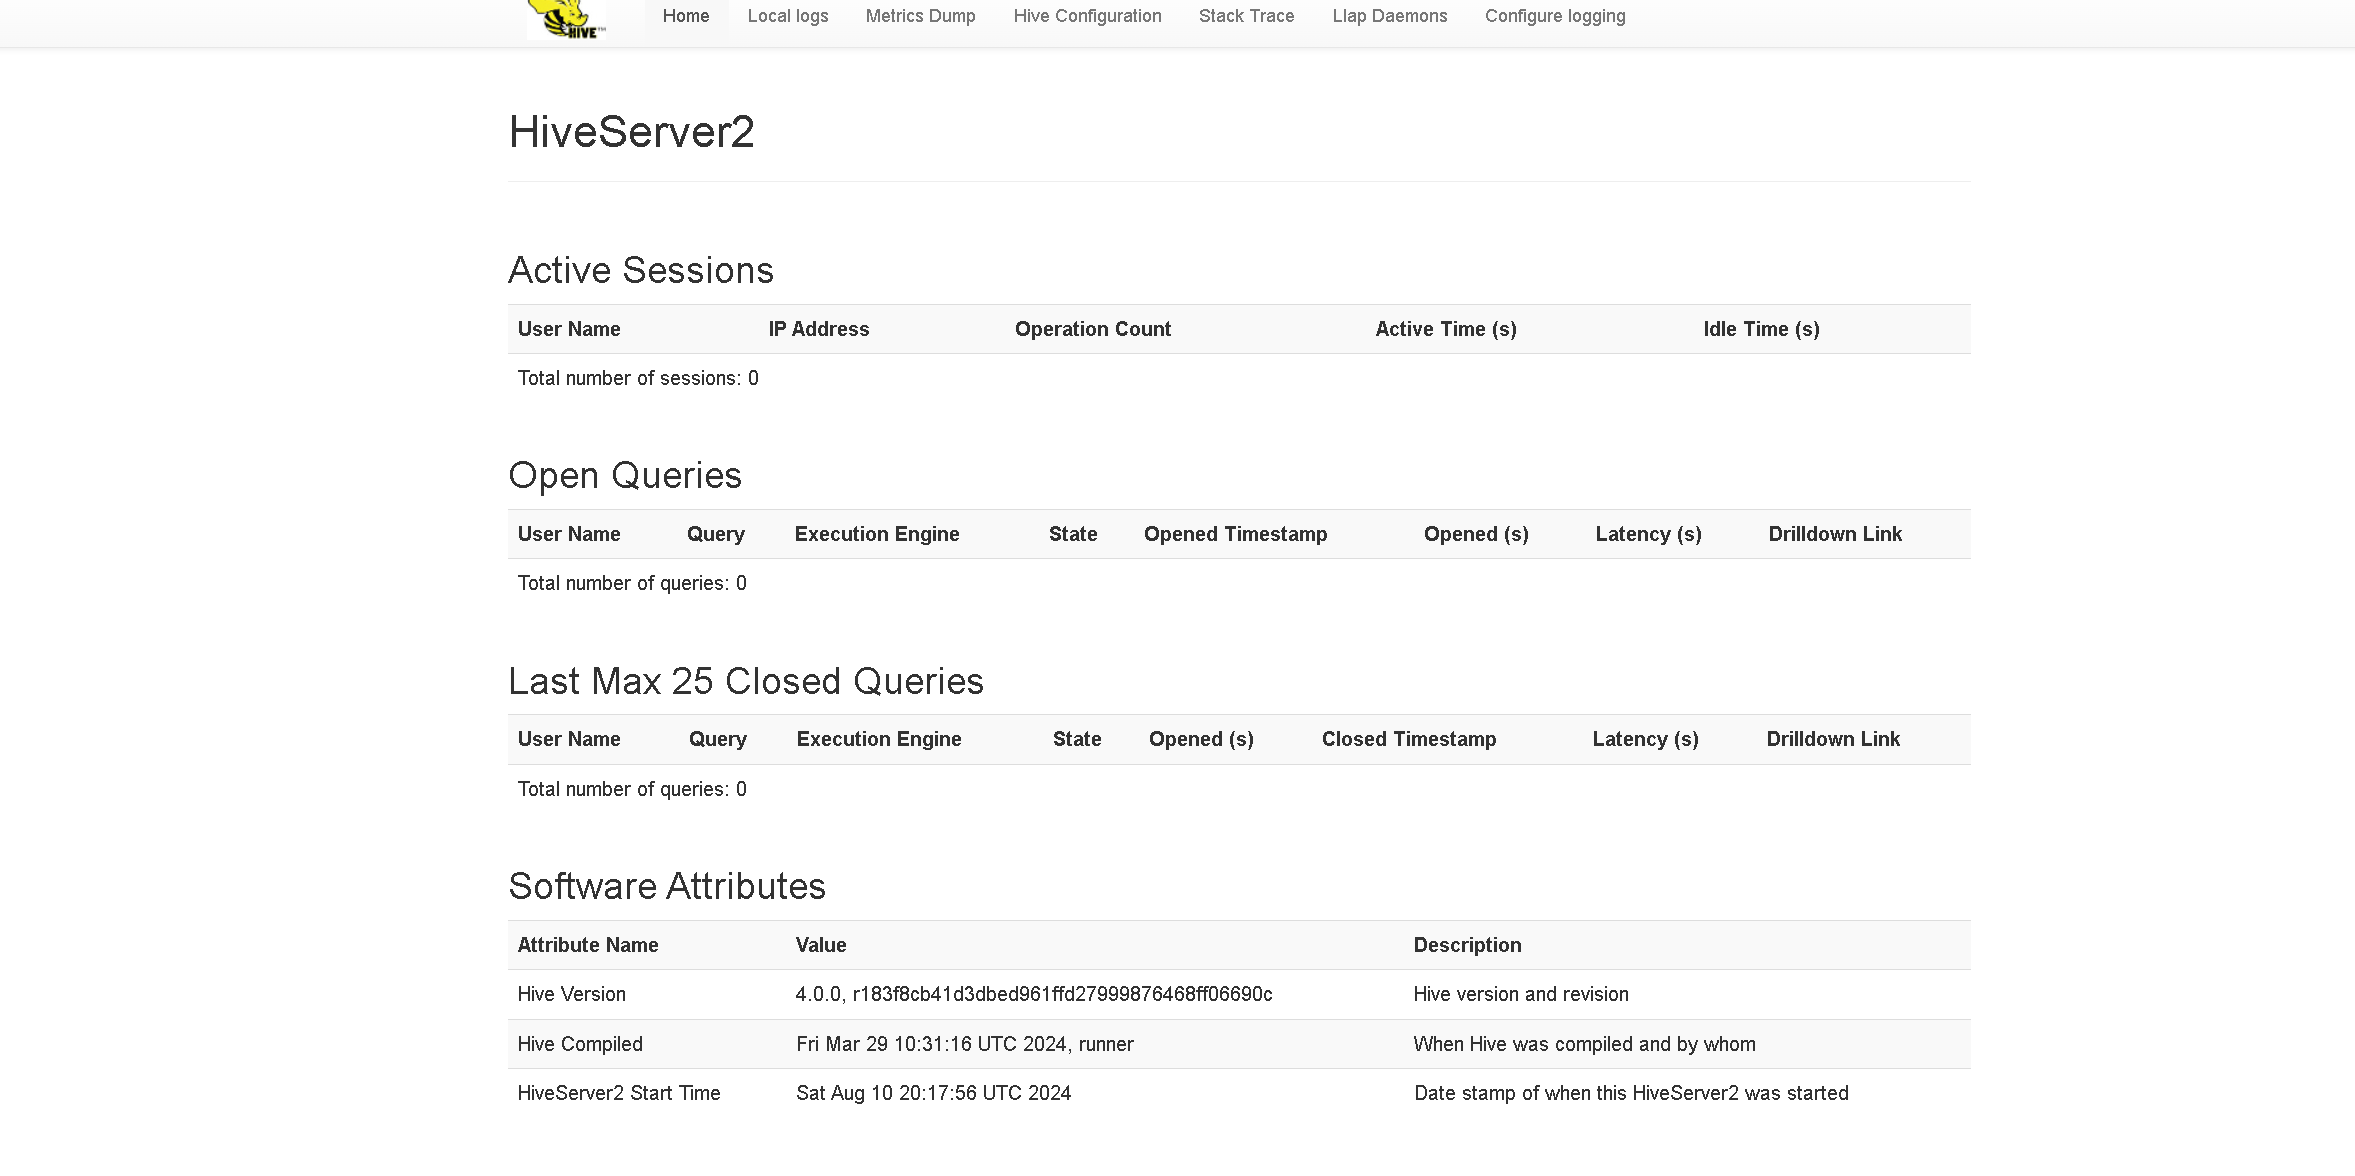 HIVE™
Home Local logs Metrics Dump Hive Configuration Stack Trace Llap Daemons Configure logging
HiveServer2
Active Sessions
User Name IP Address Operation Count Active Time (s) Idle Time (s)
Total number of sessions: 0
Open Queries
User Name Query Execution Engine State Opened Timestamp Opened (s) Latency (s) Drilldown Link
Total number of queries: 0
Last Max 25 Closed Queries
User Name Query Execution Engine State Opened (s) Closed Timestamp Latency (s) Drilldown Link
Total number of queries: 0
Software Attributes
Attribute Name Value Description
Hive Version 4.0.0, r183f8cb41d3dbed961ffd27999876468ff06690c Hive version and revision
Hive Compiled Fri Mar 29 10:31:16 UTC 2024, runner When Hive was compiled and by whom
HiveServer2 Start Time Sat Aug 10 20:17:56 UTC 2024 Date stamp of when this HiveServer2 was started